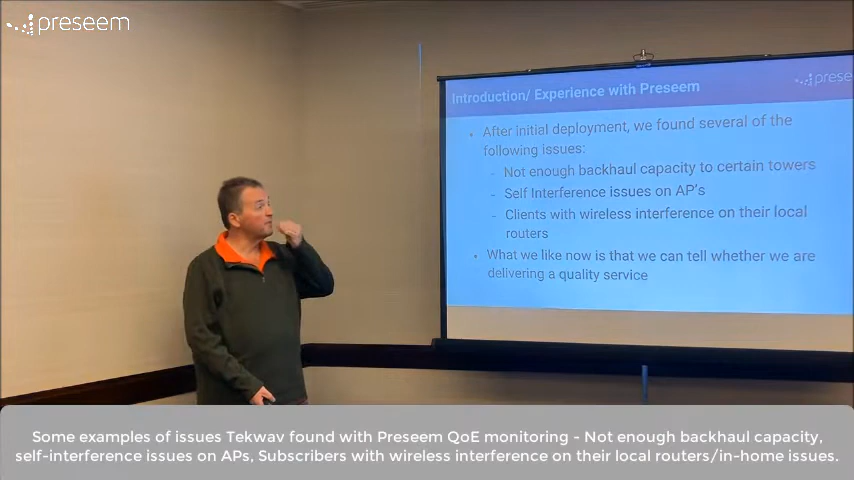 preseem
Introduction/ Experience with Preseem
prese
After initial deployment, we found several of the
following issues:
- Not enough backhaul capacity to certain towers
- Self Interference issues on AP's
- Clients with wireless interference on their local
routers
What we like now is that we can tell whether we are
delivering a quality service
Some examples of issues Tekwav found with Preseem QoE monitoring - Not enough backhaul capacity,
self-interference issues on APs, Subscribers with wireless interference on their local routers/in-home issues.